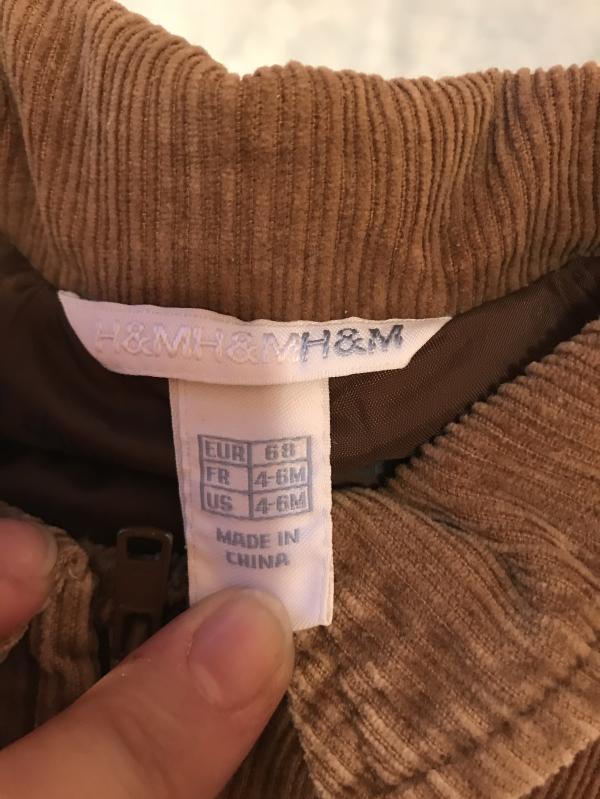 H&MH&MH&M
EUR 68
FR 4-6M
US 4-6M
MADE IN
CHINA